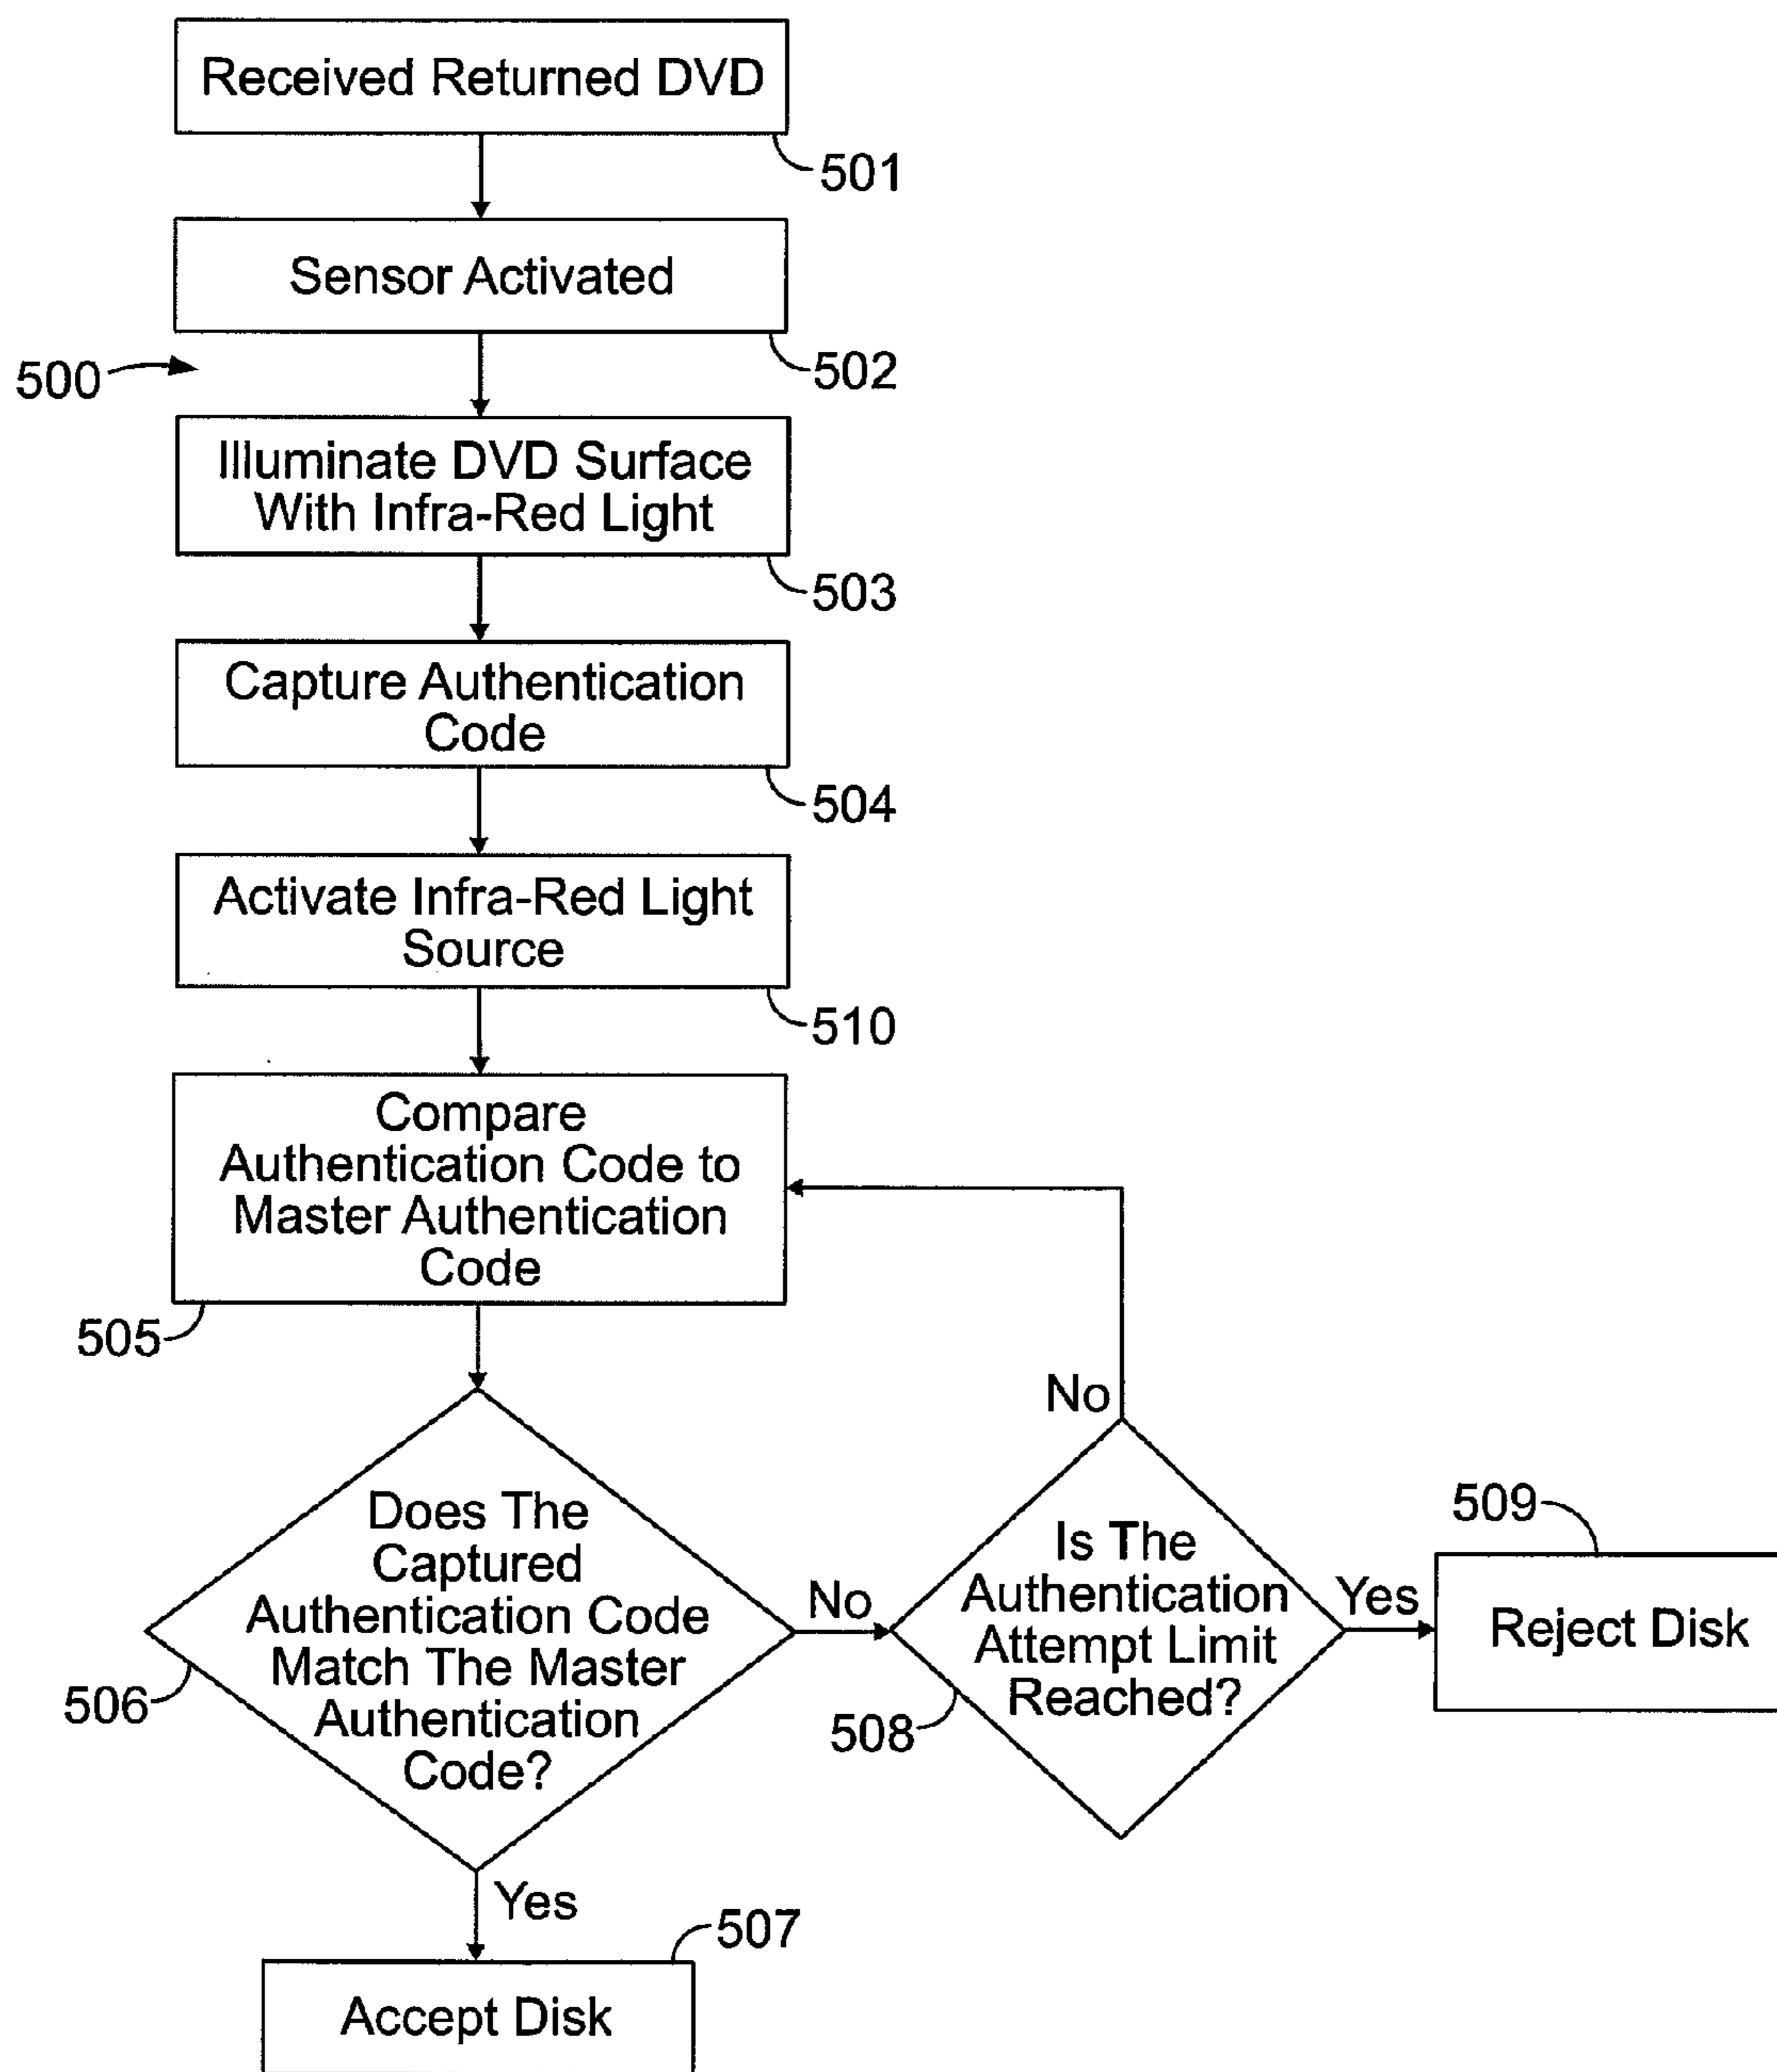 Received Returned DVD
501
Sensor Activated
502
500
Illuminate DVD Surface
With Infra-Red Light
503
Capture Authentication
Code
504
Activate Infra-Red Light
Source
510
Compare
Authentication Code to
Master Authentication
Code
505
Does The
Captured
Authentication Code
Match The Master
Authentication
Code?
506
No
Is The
Authentication
Attempt Limit
Reached?
508
No
Yes
509
Reject Disk
Yes
507
Accept Disk